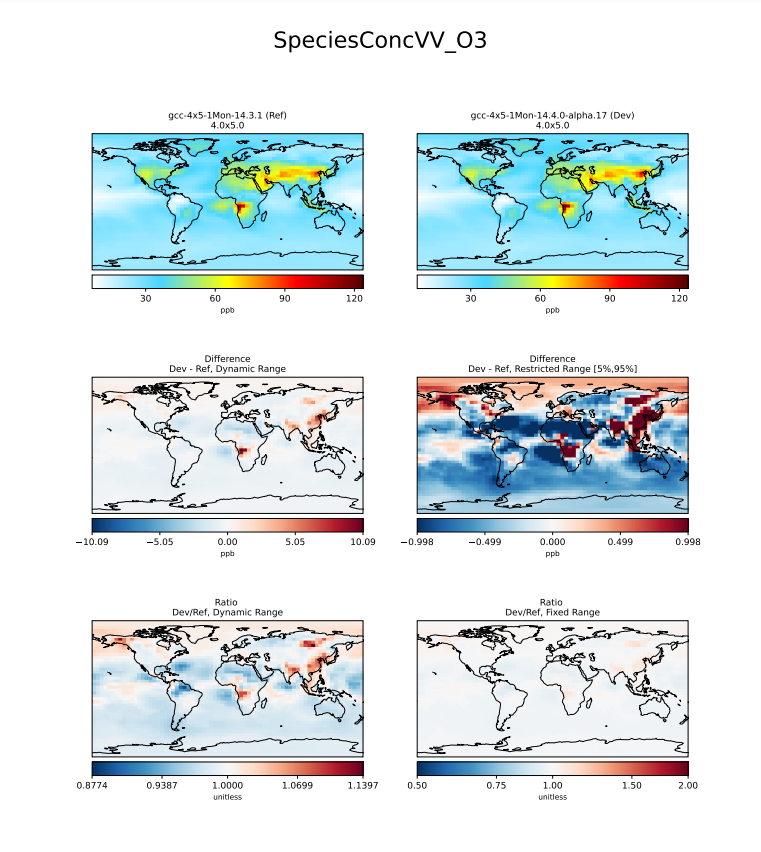 SpeciesConcVV_O3
gcc-4x5-1Mon-14.3.1 (Ref)
4.0x5.0
gcc-4x5-1Mon-14.4.0-alpha.17 (Dev)
4.0x5.0
30 60 90 120
ppb
30 60 90 120
ppb
Difference
Dev - Ref, Dynamic Range
Difference
Dev - Ref, Restricted Range [5%,95%]
−10.09 −5.05 0.00 5.05 10.09
ppb
−0.998 −0.499 0.000 0.499 0.998
ppb
Ratio
Dev/Ref, Dynamic Range
Ratio
Dev/Ref, Fixed Range
0.8774 0.9387 1.0000 1.0699 1.1397
unitless
0.50 0.75 1.00 1.50 2.00
unitless